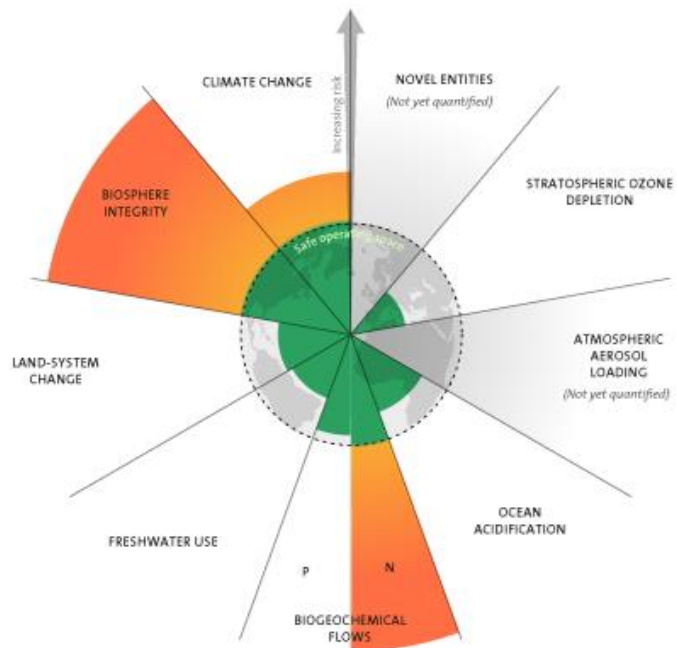 CLIMATE CHANGE
Increasing risk
NOVEL ENTITIES
(Not yet quantified)
BIOSPHERE
INTEGRITY
STRATOSPHERIC OZONE
DEPLETION
Safe operating space
LAND-SYSTEM
CHANGE
ATMOSPHERIC
AEROSOL
LOADING
(Not yet quantified)
FRESHWATER USE
OCEAN
ACIDIFICATION
P
N
BIOGEOCHEMICAL
FLOWS